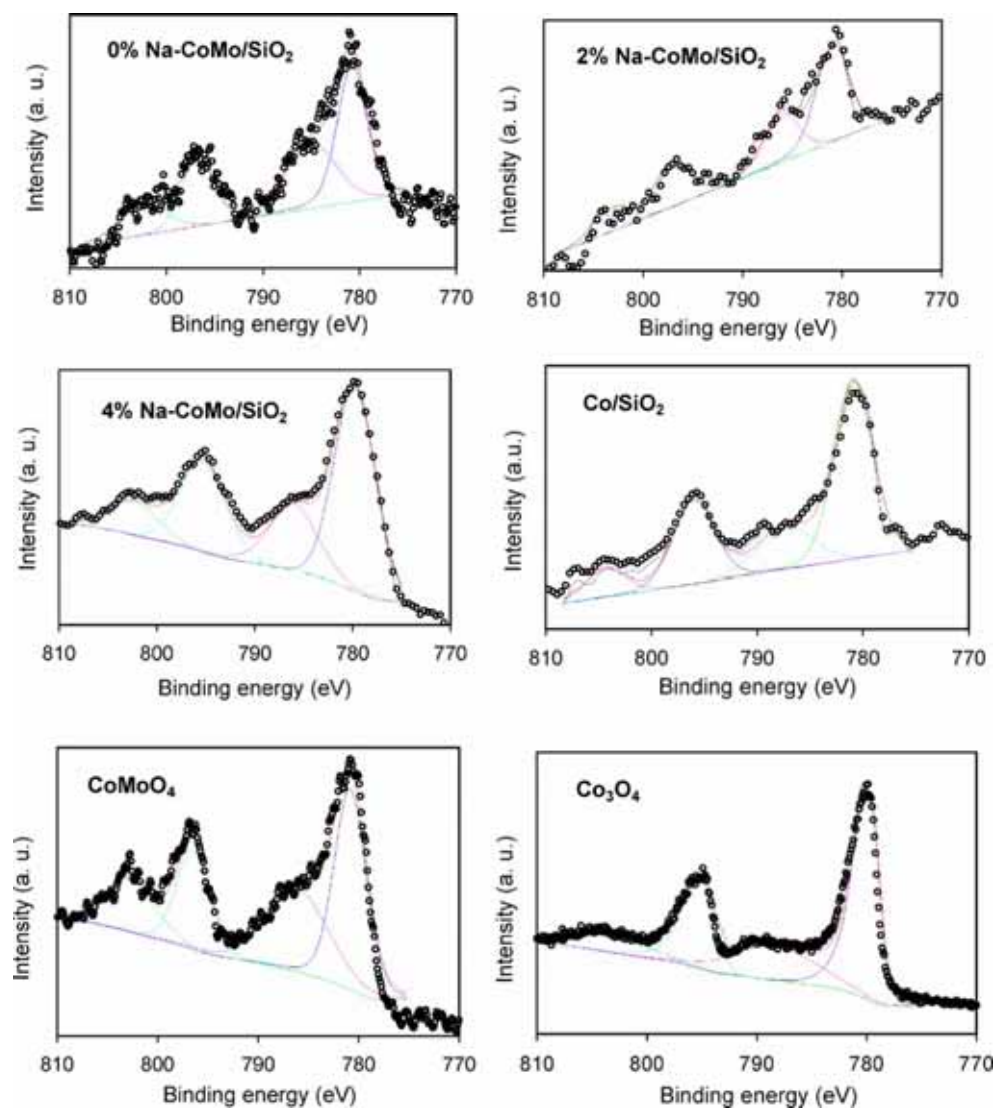 0% Na-CoMo/SiO₂
Intensity (a. u.)
810 800 790 780 770
Binding energy (eV)
2% Na-CoMo/SiO₂
Intensity (a. u.)
810 800 790 780 770
Binding energy (eV)
4% Na-CoMo/SiO₂
Intensity (a. u.)
810 800 790 780 770
Binding energy (eV)
Co/SiO₂
Intensity (a.u.)
810 800 790 780 770
Binding energy (eV)
CoMoO₄
Intensity (a. u.)
810 800 790 780 770
Binding energy (eV)
Co₃O₄
Intensity (a. u.)
810 800 790 780 770
Binding energy (eV)